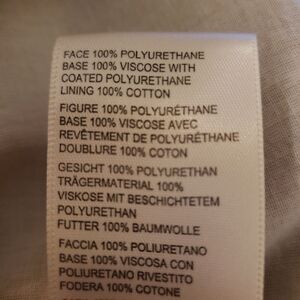 FACE 100% POLYURETHANE
BASE 100% VISCOSE WITH
COATED POLYURETHANE
LINING 100% COTTON
FIGURE 100% POLYURÉTHANE
BASE 100% VISCOSE AVEC
REVÊTEMENT DE POLYURÉTHANE
DOUBLURE 100% COTON
GESICHT 100% POLYURETHAN
TRÄGERMATERIAL 100%
VISKOSE MIT BESCHICHTETEM
POLYURETHAN
FUTTER 100% BAUMWOLLE
FACCIA 100% POLIURETANO
BASE 100% VISCOSA CON
POLIURETANO RIVESTITO
FODERA 100% COTONE